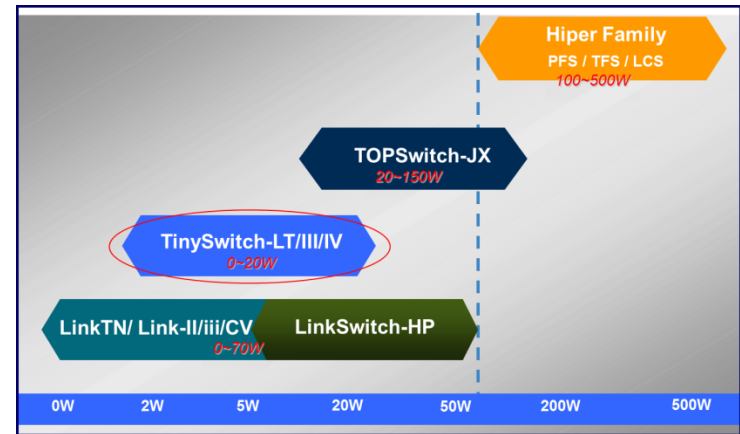 Hiper Family
PFS / TFS / LCS
100~500W
TOPSwitch-JX
20~150W
TinySwitch-LT/III/IV
0~20W
LinkTN/ Link-II/iii/CV
LinkSwitch-HP
0~70W
0W 2W 5W 20W 50W 200W 500W